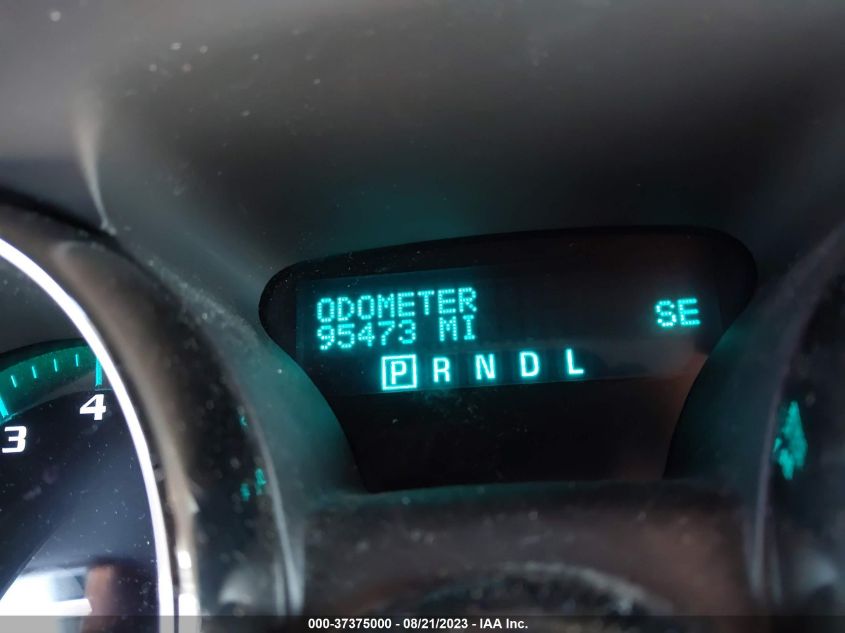 ODOMETER
95473 MI
SE
P R N D L
4
3
000-37375000 - 08/21/2023 - IAA Inc.